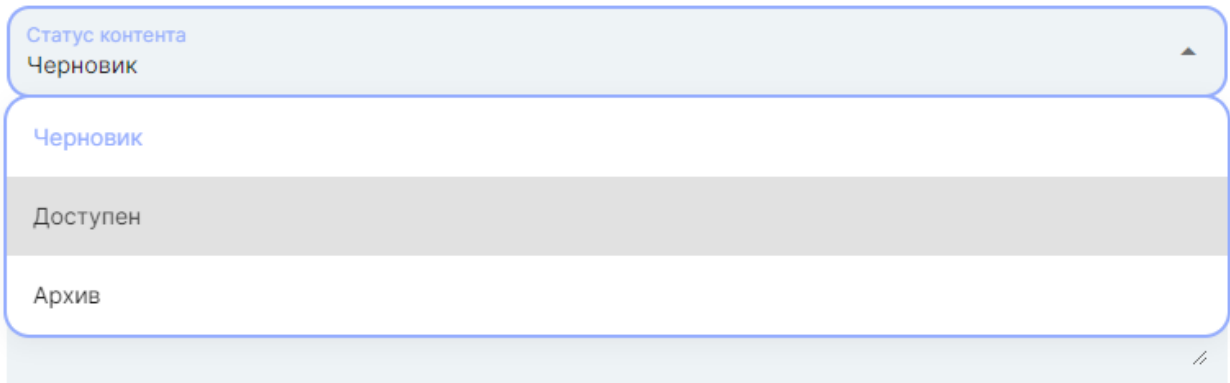 Статус контента
Черновик
Черновик
Доступен
Архив